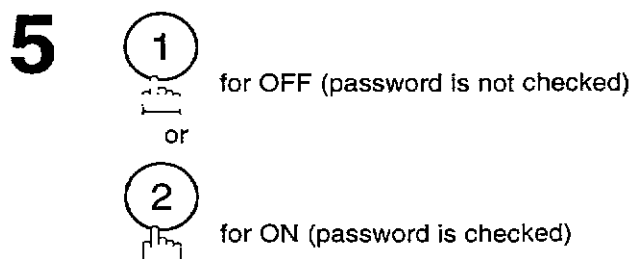 5
1
for OFF (password is not checked)
or
2
for ON (password is checked)